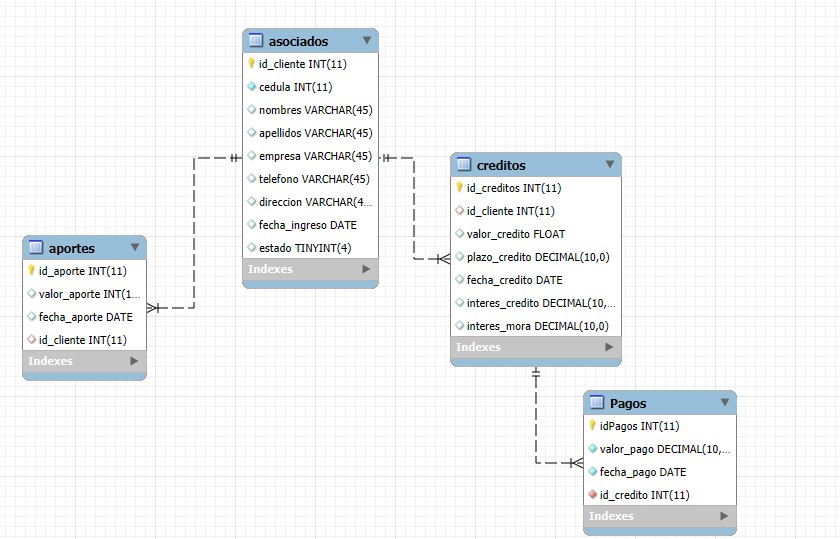 asociados
id_cliente INT(11)
cedula INT(11)
nombres VARCHAR(45)
apellidos VARCHAR(45)
empresa VARCHAR(45)
telefono VARCHAR(45)
direccion VARCHAR(4...
fecha_ingreso DATE
estado TINYINT(4)
Indexes
aportes
id_aporte INT(11)
valor_aporte INT(1...
fecha_aporte DATE
id_cliente INT(11)
Indexes
creditos
id_creditos INT(11)
id_cliente INT(11)
valor_credito FLOAT
plazo_credito DECIMAL(10,0)
fecha_credito DATE
interes_credito DECIMAL(10,...
interes_mora DECIMAL(10,0)
Indexes
Pagos
idPagos INT(11)
valor_pago DECIMAL(10,...
fecha_pago DATE
id_credito INT(11)
Indexes